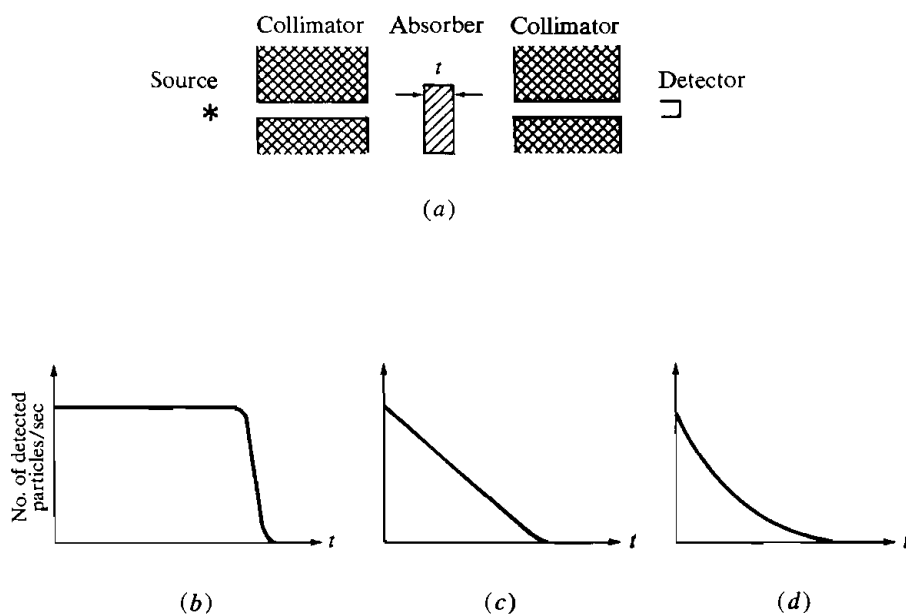 Collimator Absorber Collimator
Source t Detector
*
(a)
No. of detected
particles/sec
t t t
(b) (c) (d)